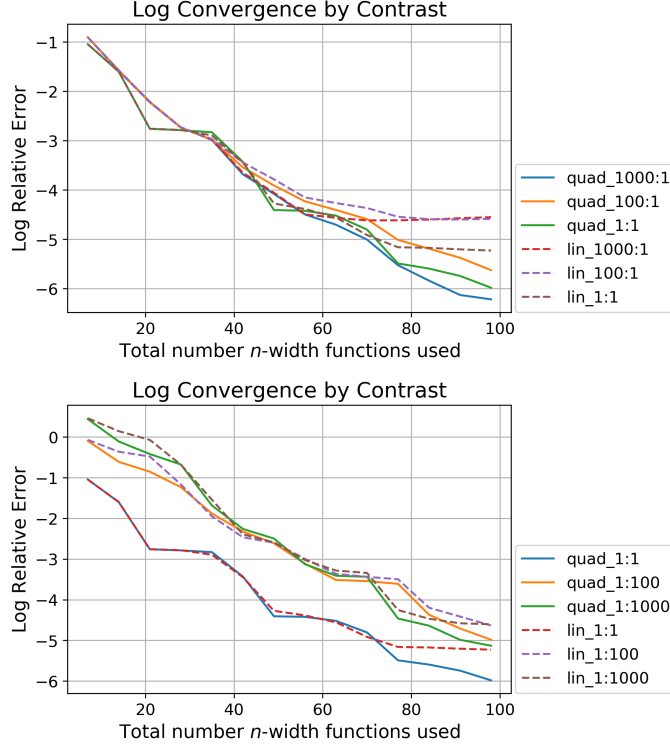 Log Convergence by Contrast
−1
−2
−3
−4
−5
−6
Log Relative Error
20
40
60
80
100
Total number n-width functions used
quad_1000:1
quad_100:1
quad_1:1
lin_1000:1
lin_100:1
lin_1:1
Log Convergence by Contrast
0
−1
−2
−3
−4
−5
−6
Log Relative Error
20
40
60
80
100
Total number n-width functions used
quad_1:1
quad_1:100
quad_1:1000
lin_1:1
lin_1:100
lin_1:1000